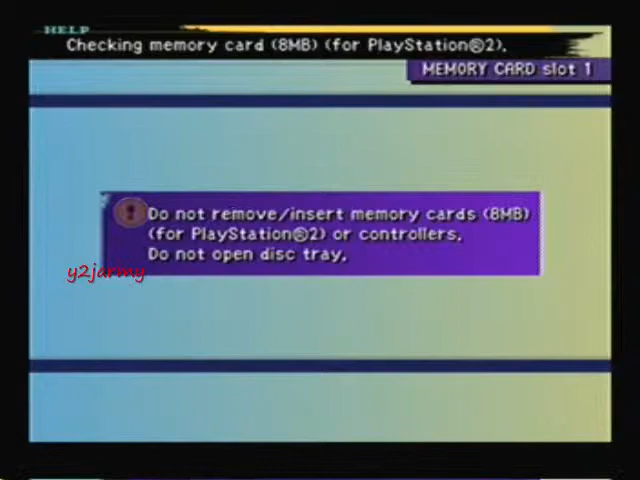 HELP
Checking memory card (8MB) (for PlayStation®2).
MEMORY CARD slot 1
Do not remove/insert memory cards (8MB)
(for PlayStation®2) or controllers.
Do not open disc tray.
y2jarmy